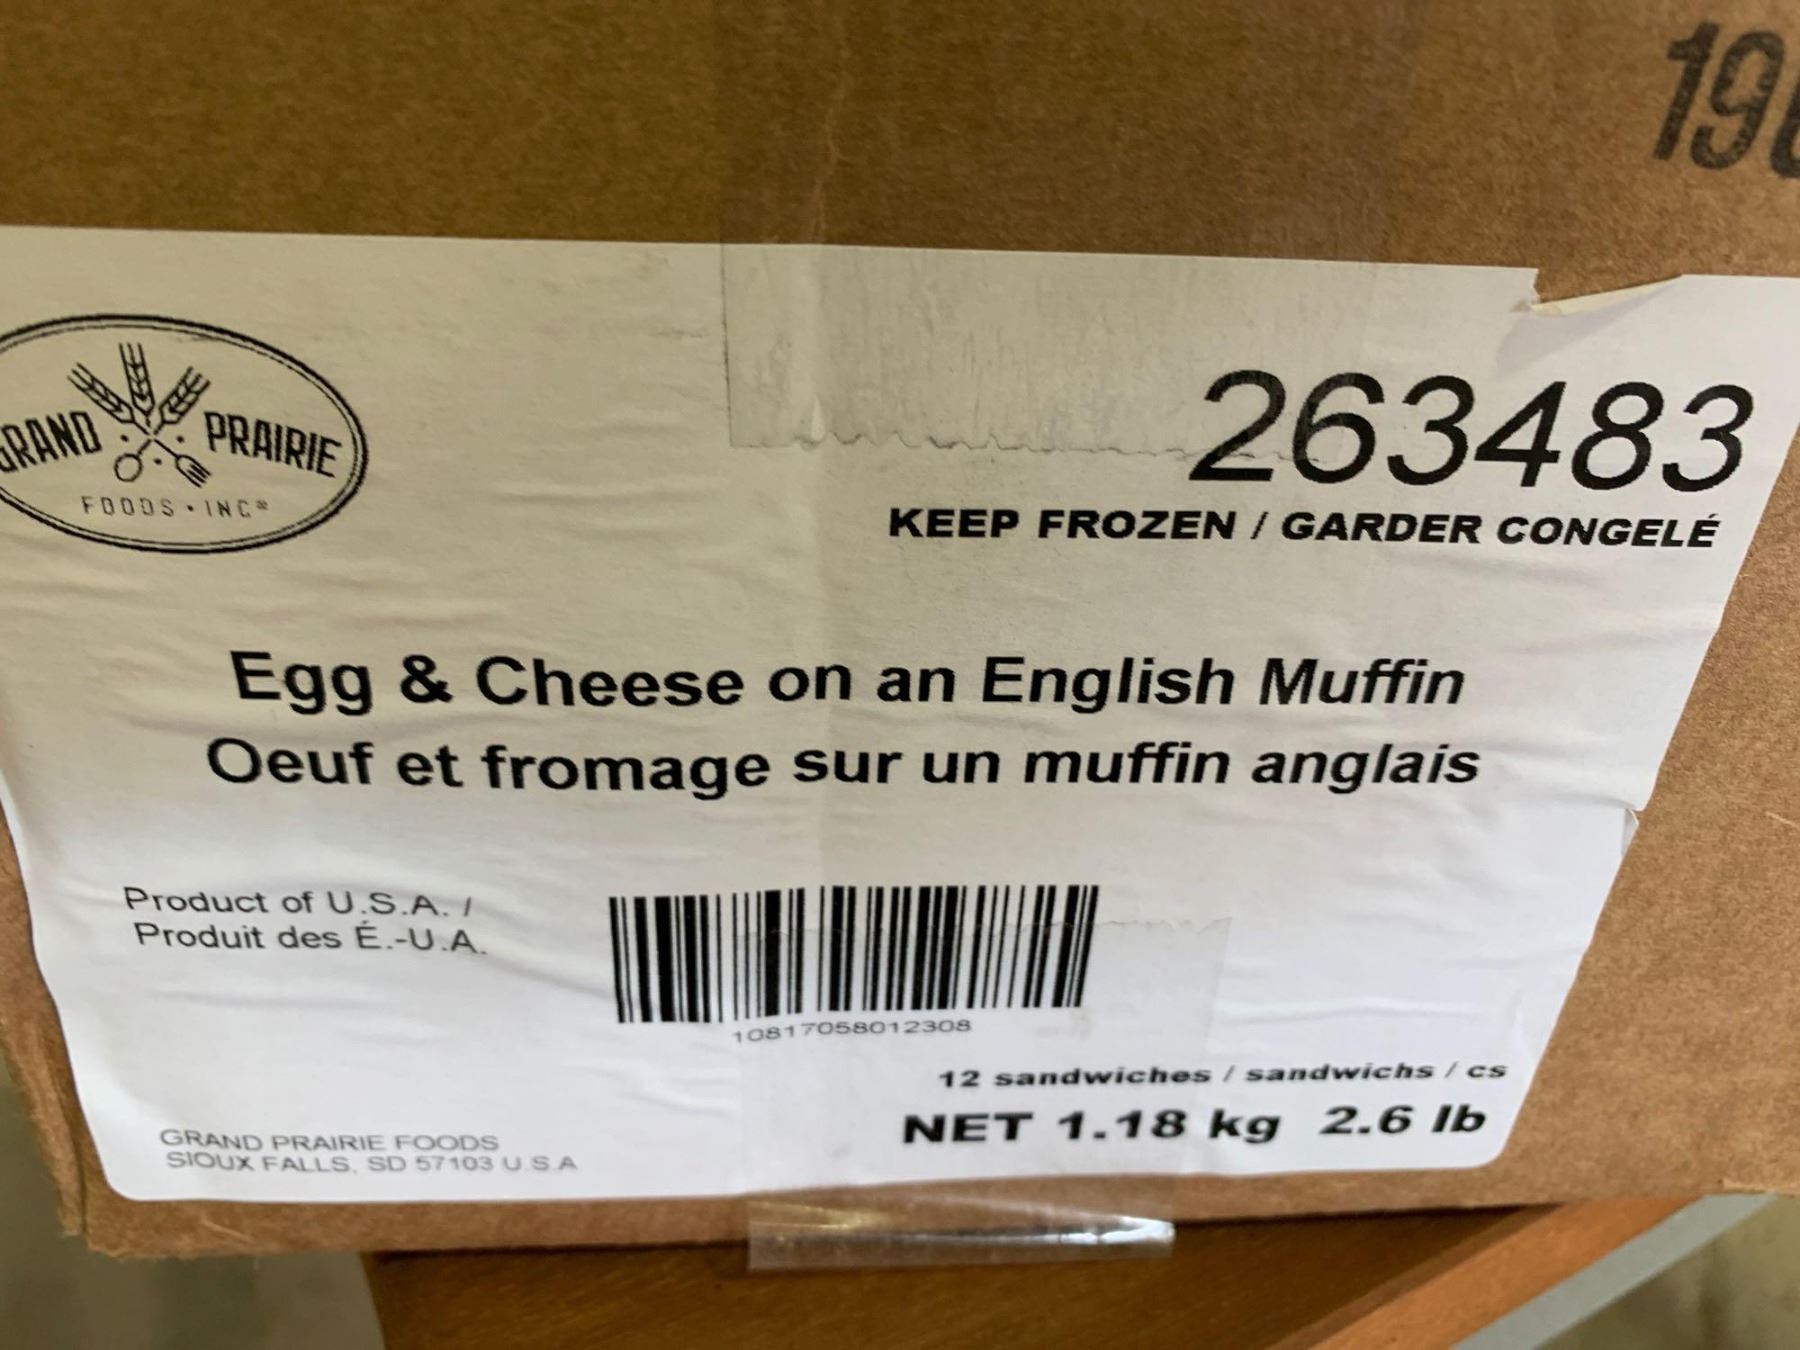 GRAND PRAIRIE
FOODS • INC®
263483
KEEP FROZEN / GARDER CONGELÉ
Egg & Cheese on an English Muffin
Oeuf et fromage sur un muffin anglais
Product of U.S.A. /
Produit des É.-U.A.
10817058012308
12 sandwiches / sandwichs / cs
NET 1.18 kg 2.6 lb
GRAND PRAIRIE FOODS
SIOUX FALLS, SD 57103 U.S.A